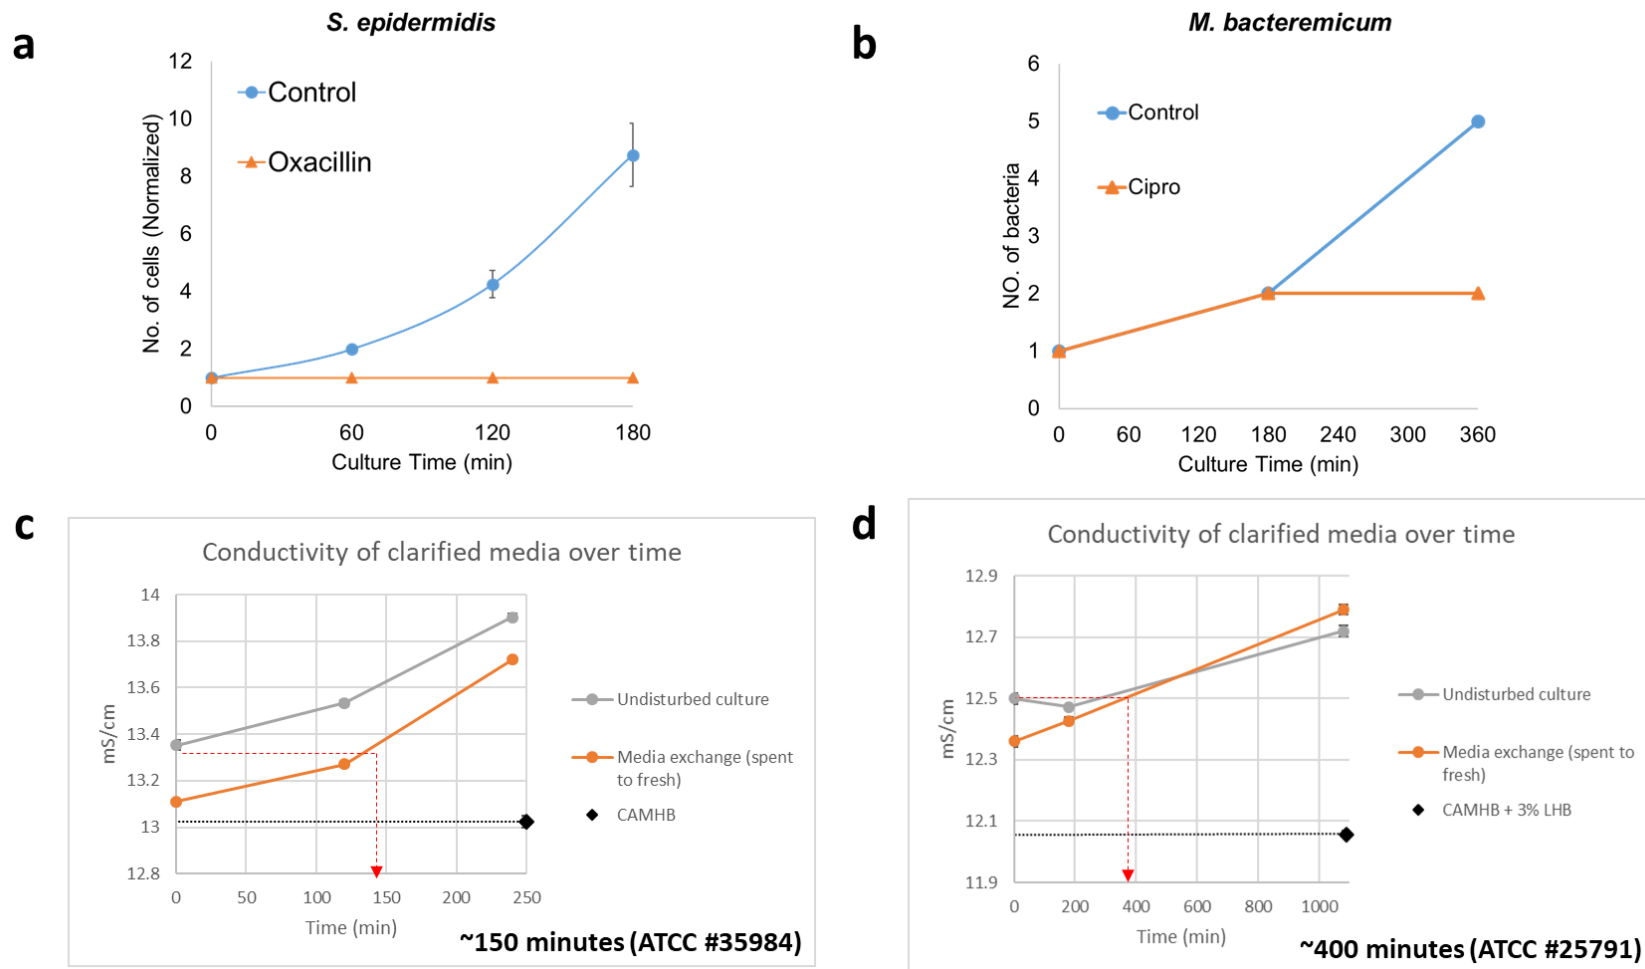 a
S. epidermidis
12
10
8
6
4
2
0
No. of cells (Normalized)
Control
Oxacillin
0 60 120 180
Culture Time (min)
b
M. bacteremicum
6
5
4
3
2
1
0
NO. of bacteria
Control
Cipro
0 60 120 180 240 300 360
Culture Time (min)
c
Conductivity of clarified media over time
14
13.8
13.6
13.4
13.2
13
12.8
mS/cm
0 50 100 150 200 250
Time (min)
Undisturbed culture
Media exchange (spent
to fresh)
CAMHB
~150 minutes (ATCC #35984)
d
Conductivity of clarified media over time
12.9
12.7
12.5
12.3
12.1
11.9
mS/cm
0 200 400 600 800 1000
Time (min)
Undisturbed culture
Media exchange (spent to
fresh)
CAMHB + 3% LHB
~400 minutes (ATCC #25791)